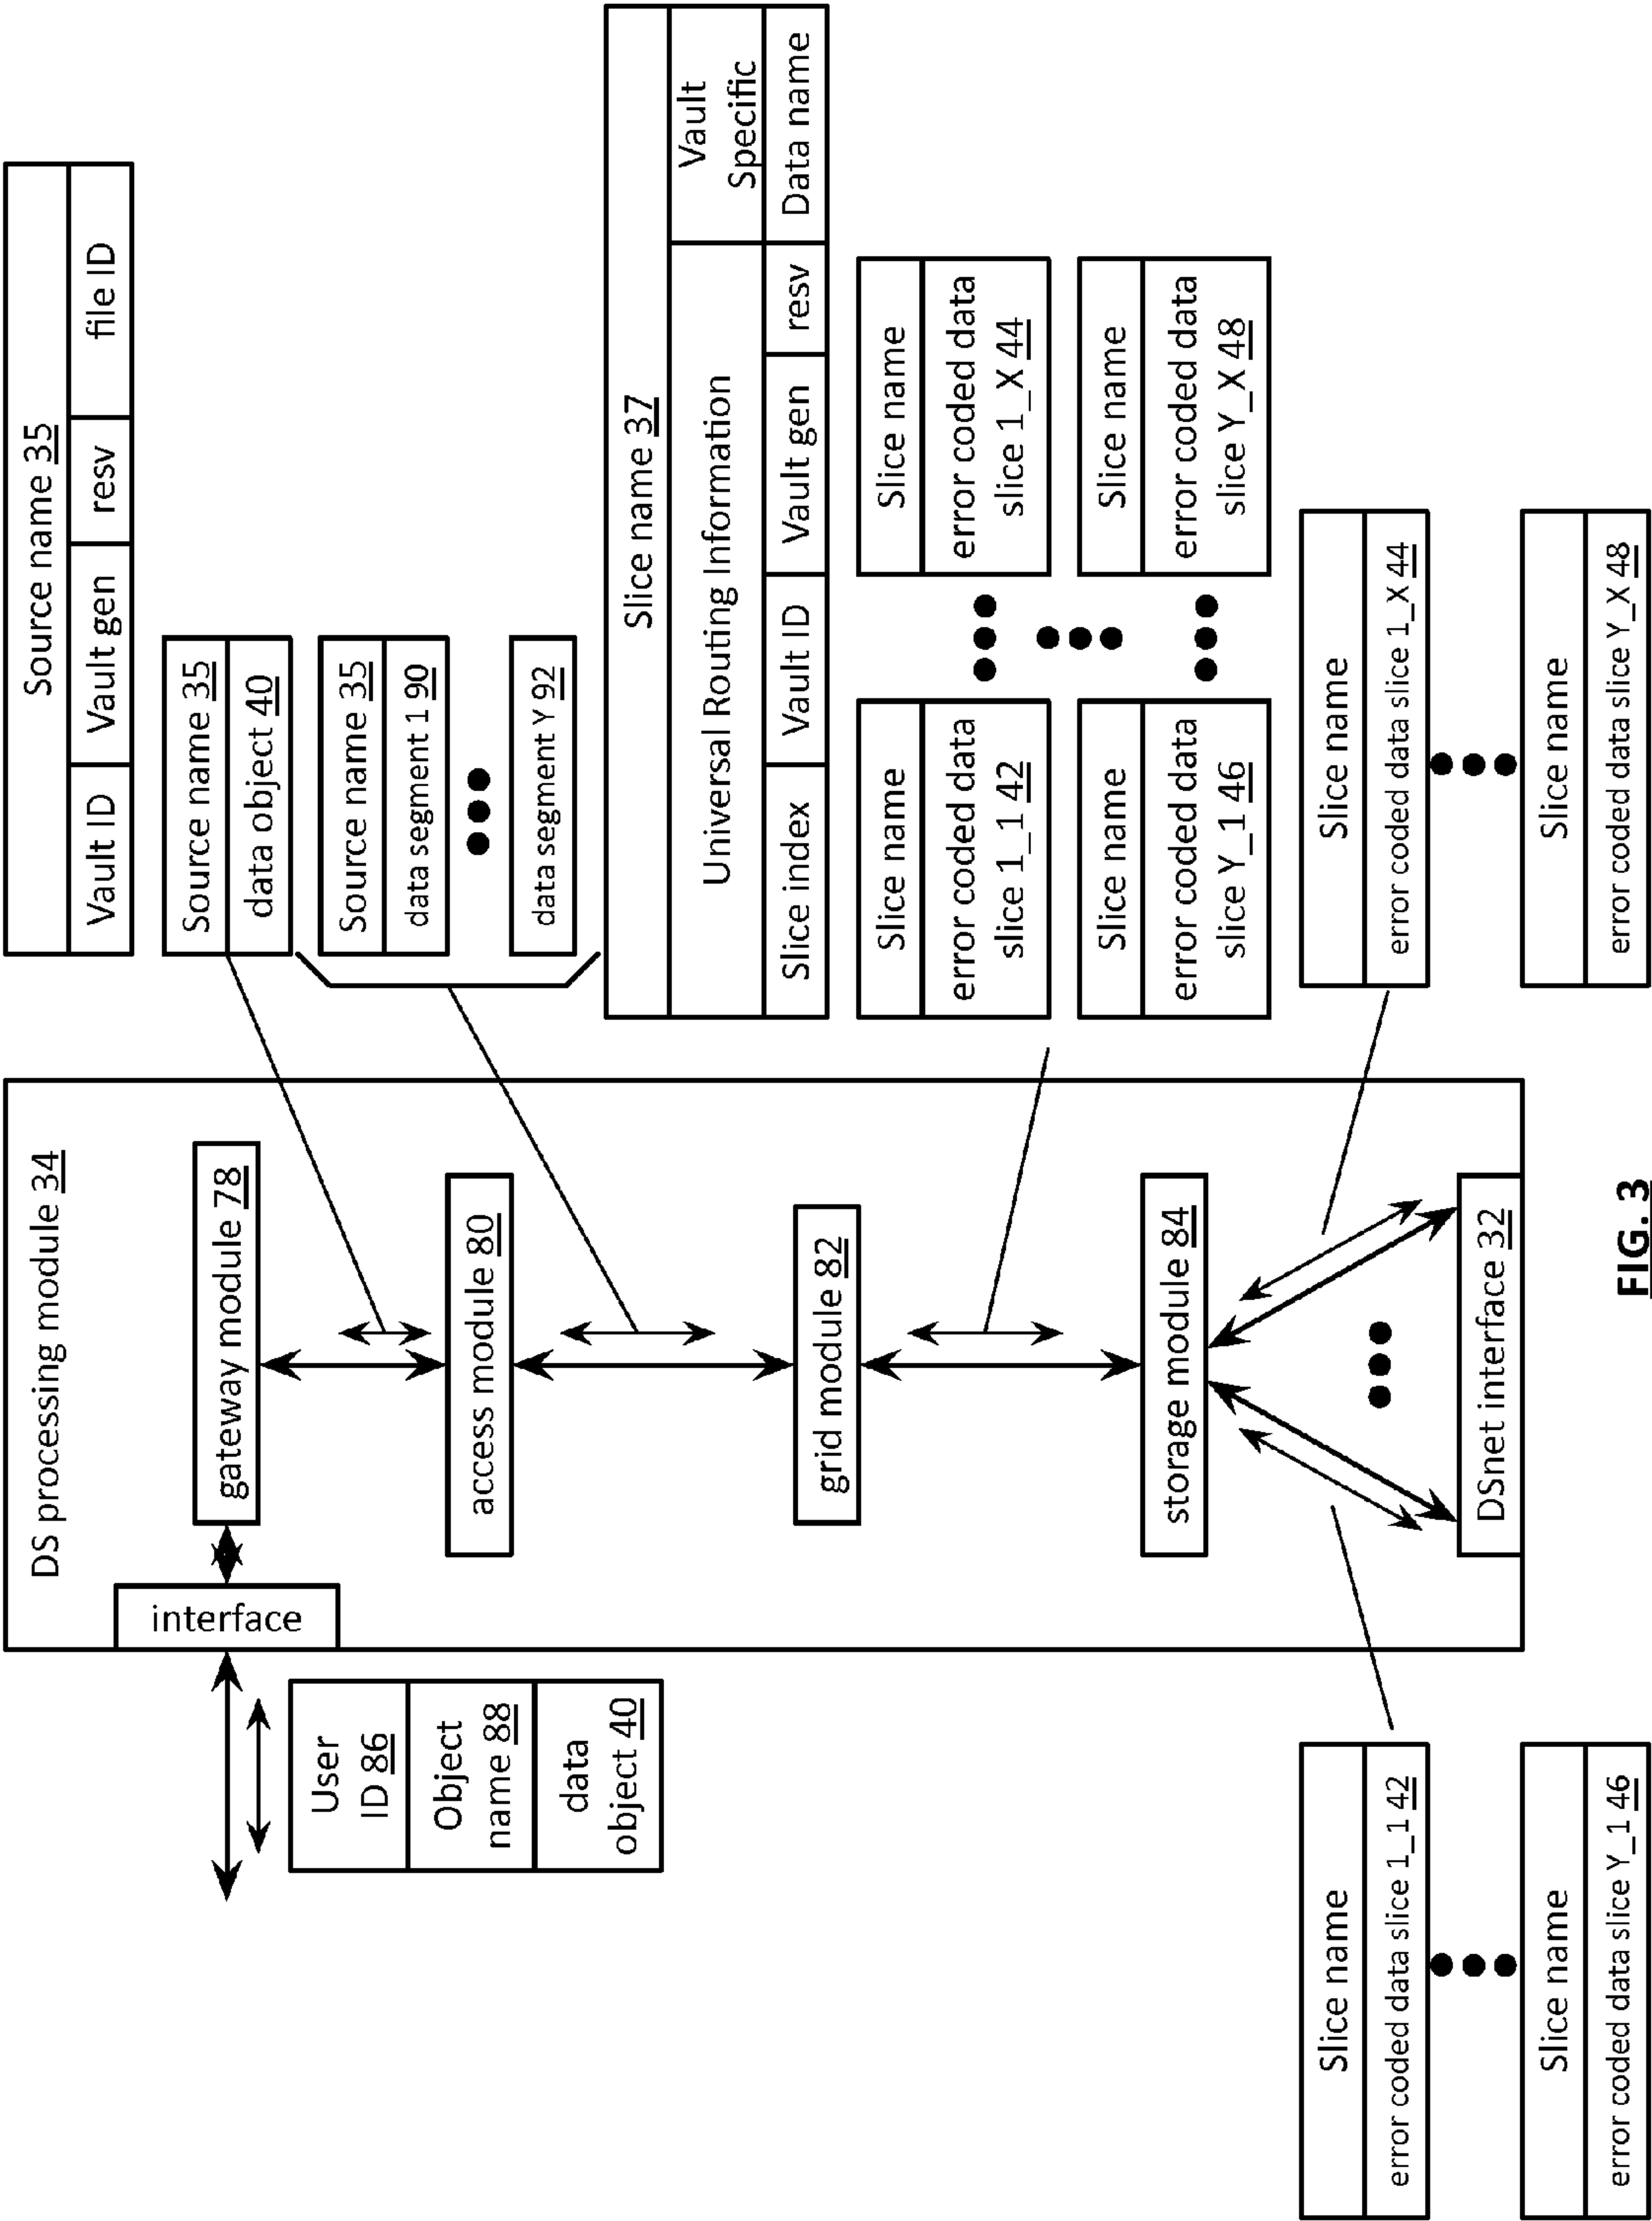 DS processing module 34
interface
gateway module 78
access module 80
grid module 82
storage module 84
DSnet interface 32
User
ID 86
Object
name 88
data
object 40
Source name 35
Vault ID
Vault gen
resv
file ID
Source name 35
data object 40
Source name 35
data segment 1 90
data segment Y 92
Slice name 37
Universal Routing Information
Vault
Specific
Slice index
Vault ID
Vault gen
resv
Data name
Slice name
error coded data
slice 1_1 42
Slice name
error coded data
slice 1_X 44
Slice name
error coded data
slice Y_1 46
Slice name
error coded data
slice Y_X 48
Slice name
error coded data slice 1_1 42
Slice name
error coded data slice Y_1 46
Slice name
error coded data slice 1_X 44
Slice name
error coded data slice Y_X 48
FIG. 3